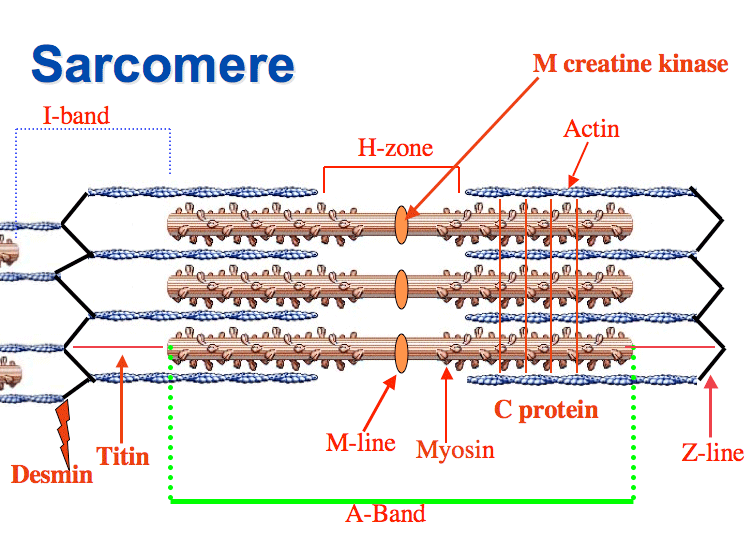 Sarcomere
M creatine kinase
I-band
Actin
H-zone
C protein
M-line
Myosin
Z-line
Titin
Desmin
A-Band